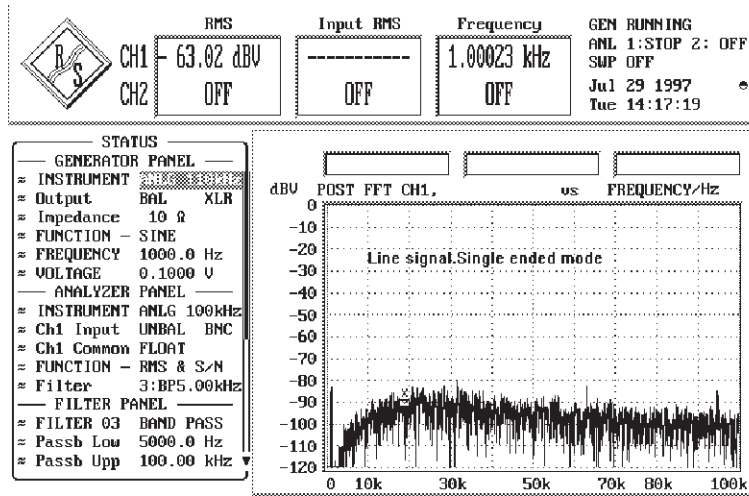 RMS Input RMS Frequency
R S
CH1 - 63.02 dBV ------------ 1.00023 kHz
CH2 OFF OFF OFF
GEN RUNNING
ANL 1:STOP 2: OFF
SWP OFF
Jul 29 1997
Tue 14:17:19
STATUS
GENERATOR PANEL
≈ INSTRUMENT
≈ Output BAL XLR
≈ Impedance 10 Ω
≈ FUNCTION – SINE
≈ FREQUENCY 1000.0 Hz
≈ VOLTAGE 0.1000 V
ANALYZER PANEL
≈ INSTRUMENT ANLG 100kHz
≈ Ch1 Input UNBAL BNC
≈ Ch1 Common FLOAT
≈ FUNCTION – RMS & S/N
≈ Filter 3:BP5.00kHz
FILTER PANEL
≈ FILTER 03 BAND PASS
≈ Passb Low 5000.0 Hz
≈ Passb Upp 100.00 kHz
dBV POST FFT CH1, vs FREQUENCY/Hz
0
-10
Line signal.Single ended mode
-20
-30
-40
-50
-60
-70
-80
-90
-100
-110
-120
0 10k 30k 50k 70k 80k 100k